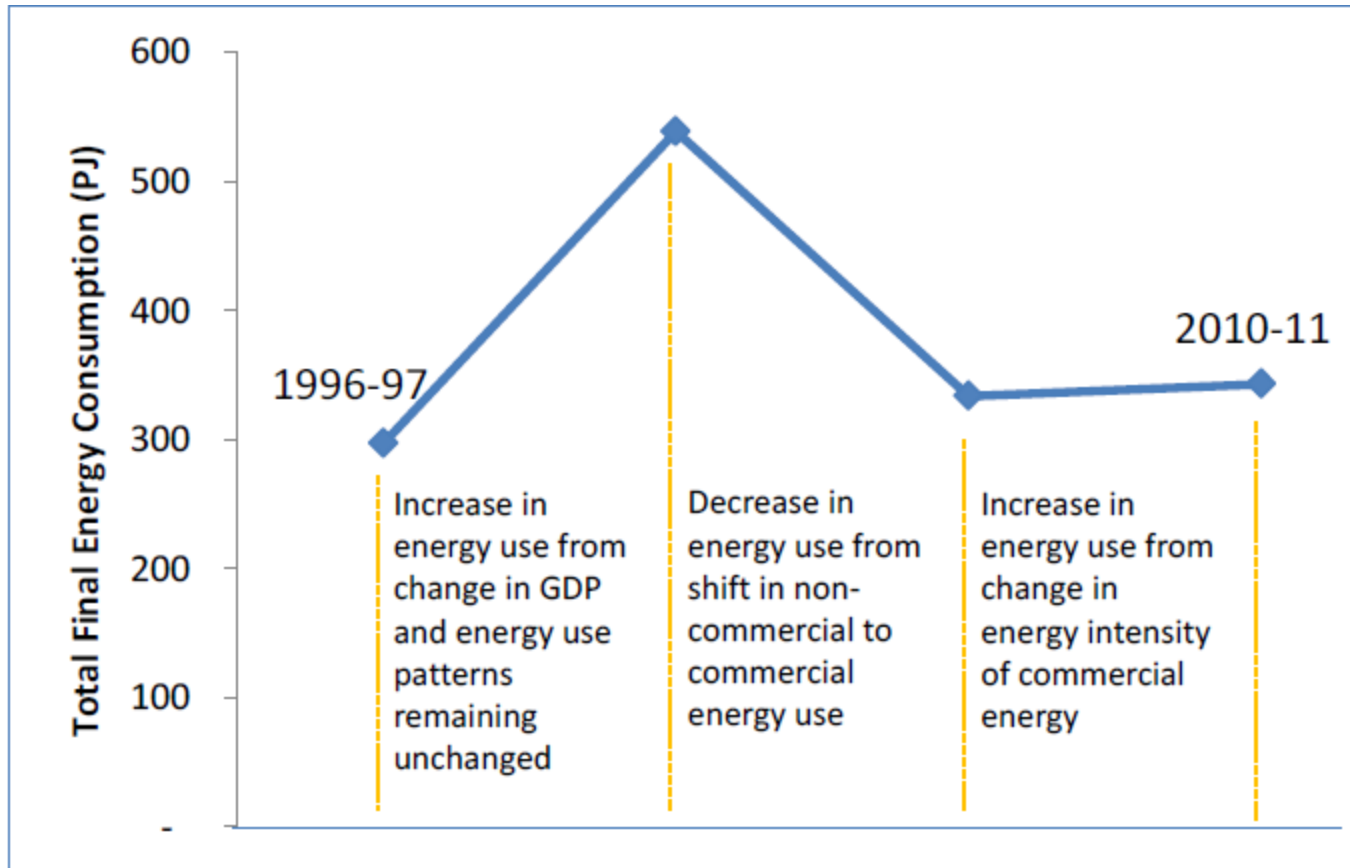 Total Final Energy Consumption (PJ)
600
500
400
300
200
100
-
1996-97
2010-11
Increase in
energy use from
change in GDP
and energy use
patterns
remaining
unchanged
Decrease in
energy use from
shift in non-
commercial to
commercial
energy use
Increase in
energy use from
change in
energy intensity
of commercial
energy